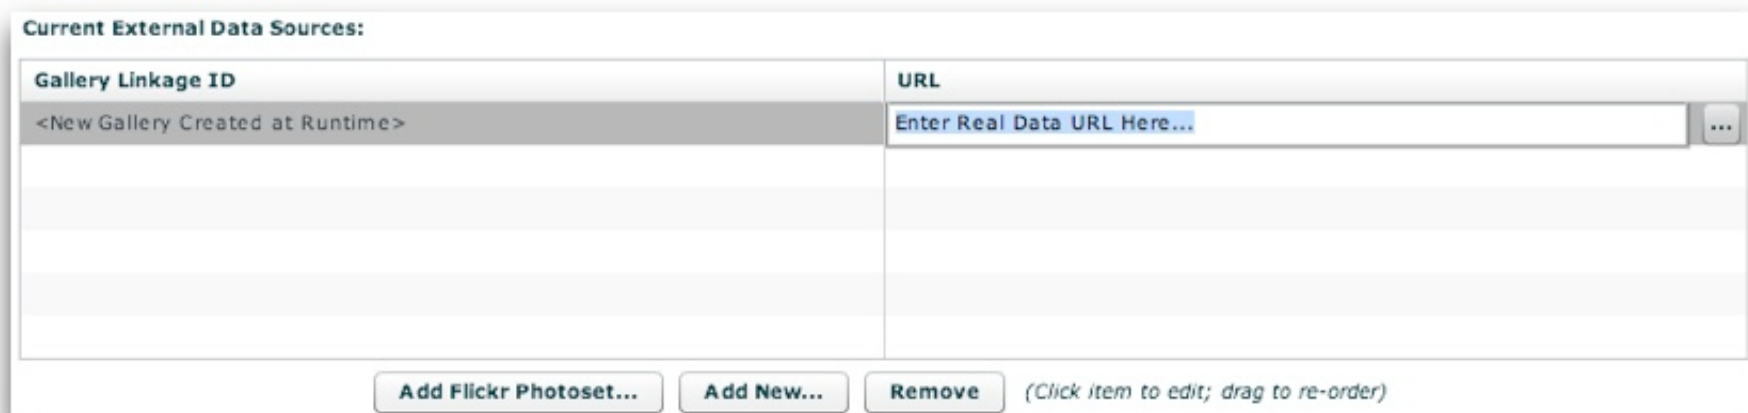 Current External Data Sources:
Gallery Linkage ID URL
<New Gallery Created at Runtime> Enter Real Data URL Here... ...
Add Flickr Photoset... Add New... Remove (Click item to edit; drag to re-order)